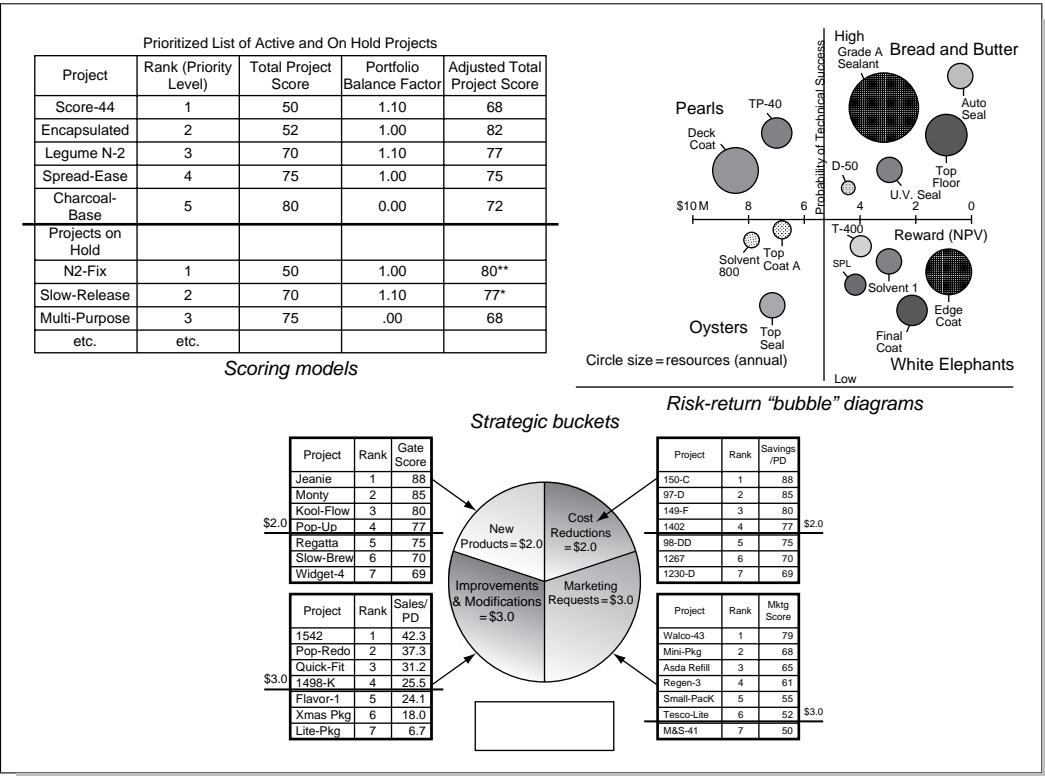 Prioritized List of Active and On Hold Projects
Project Rank (Priority Level) Total Project Score Portfolio Balance Factor Adjusted Total Project Score
Score-44 1 50 1.10 68
Encapsulated 2 52 1.00 82
Legume N-2 3 70 1.10 77
Spread-Ease 4 75 1.00 75
Charcoal-Base 5 80 0.00 72
Projects on Hold
N2-Fix 1 50 1.00 80**
Slow-Release 2 70 1.10 77*
Multi-Purpose 3 75 .00 68
etc. etc.
Scoring models
High
Probability of Technical Success
Grade A
Sealant
Bread and Butter
Auto
Seal
Pearls
TP-40
Deck
Coat
D-50
Top
Floor
U.V. Seal
$10 M 8 6 4 2 0
T-400
Reward (NPV)
Solvent
800
Top
Coat A
SPL
Solvent 1
Edge
Coat
Oysters
Top
Seal
Final
Coat
White Elephants
Circle size = resources (annual)
Low
Risk-return “bubble” diagrams
Strategic buckets
Project Rank Gate Score
Jeanie 1 88
Monty 2 85
Kool-Flow 3 80
$2.0 Pop-Up 4 77
Regatta 5 75
Slow-Brew 6 70
Widget-4 7 69
New
Products = $2.0
Cost
Reductions
= $2.0
Improvements
& Modifications
= $3.0
Marketing
Requests = $3.0
Project Rank Savings /PD
150-C 1 88
97-D 2 85
149-F 3 80
1402 4 77 $2.0
98-DD 5 75
1267 6 70
1230-D 7 69
Project Rank Sales/ PD
1542 1 42.3
Pop-Redo 2 37.3
Quick-Fit 3 31.2
$3.0 1498-K 4 25.5
Flavor-1 5 24.1
Xmas Pkg 6 18.0
Lite-Pkg 7 6.7
Project Rank Mktg Score
Walco-43 1 79
Mini-Pkg 2 68
Asda Refill 3 65
Regen-3 4 61
Small-PacK 5 55
Tesco-Lite 6 52 $3.0
M&S-41 7 50